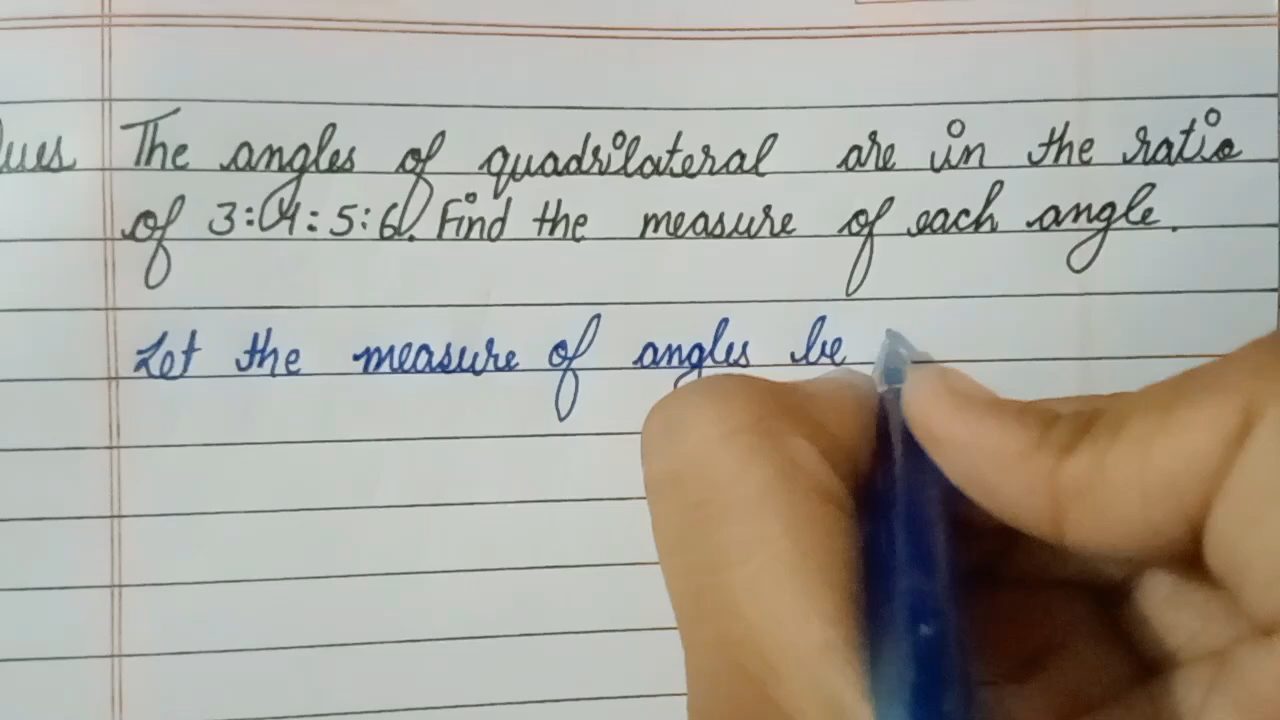 Ques The angles of quadrilateral are in the ratio
of 3:4:5:6. Find the measure of each angle.
Let the measure of angles be